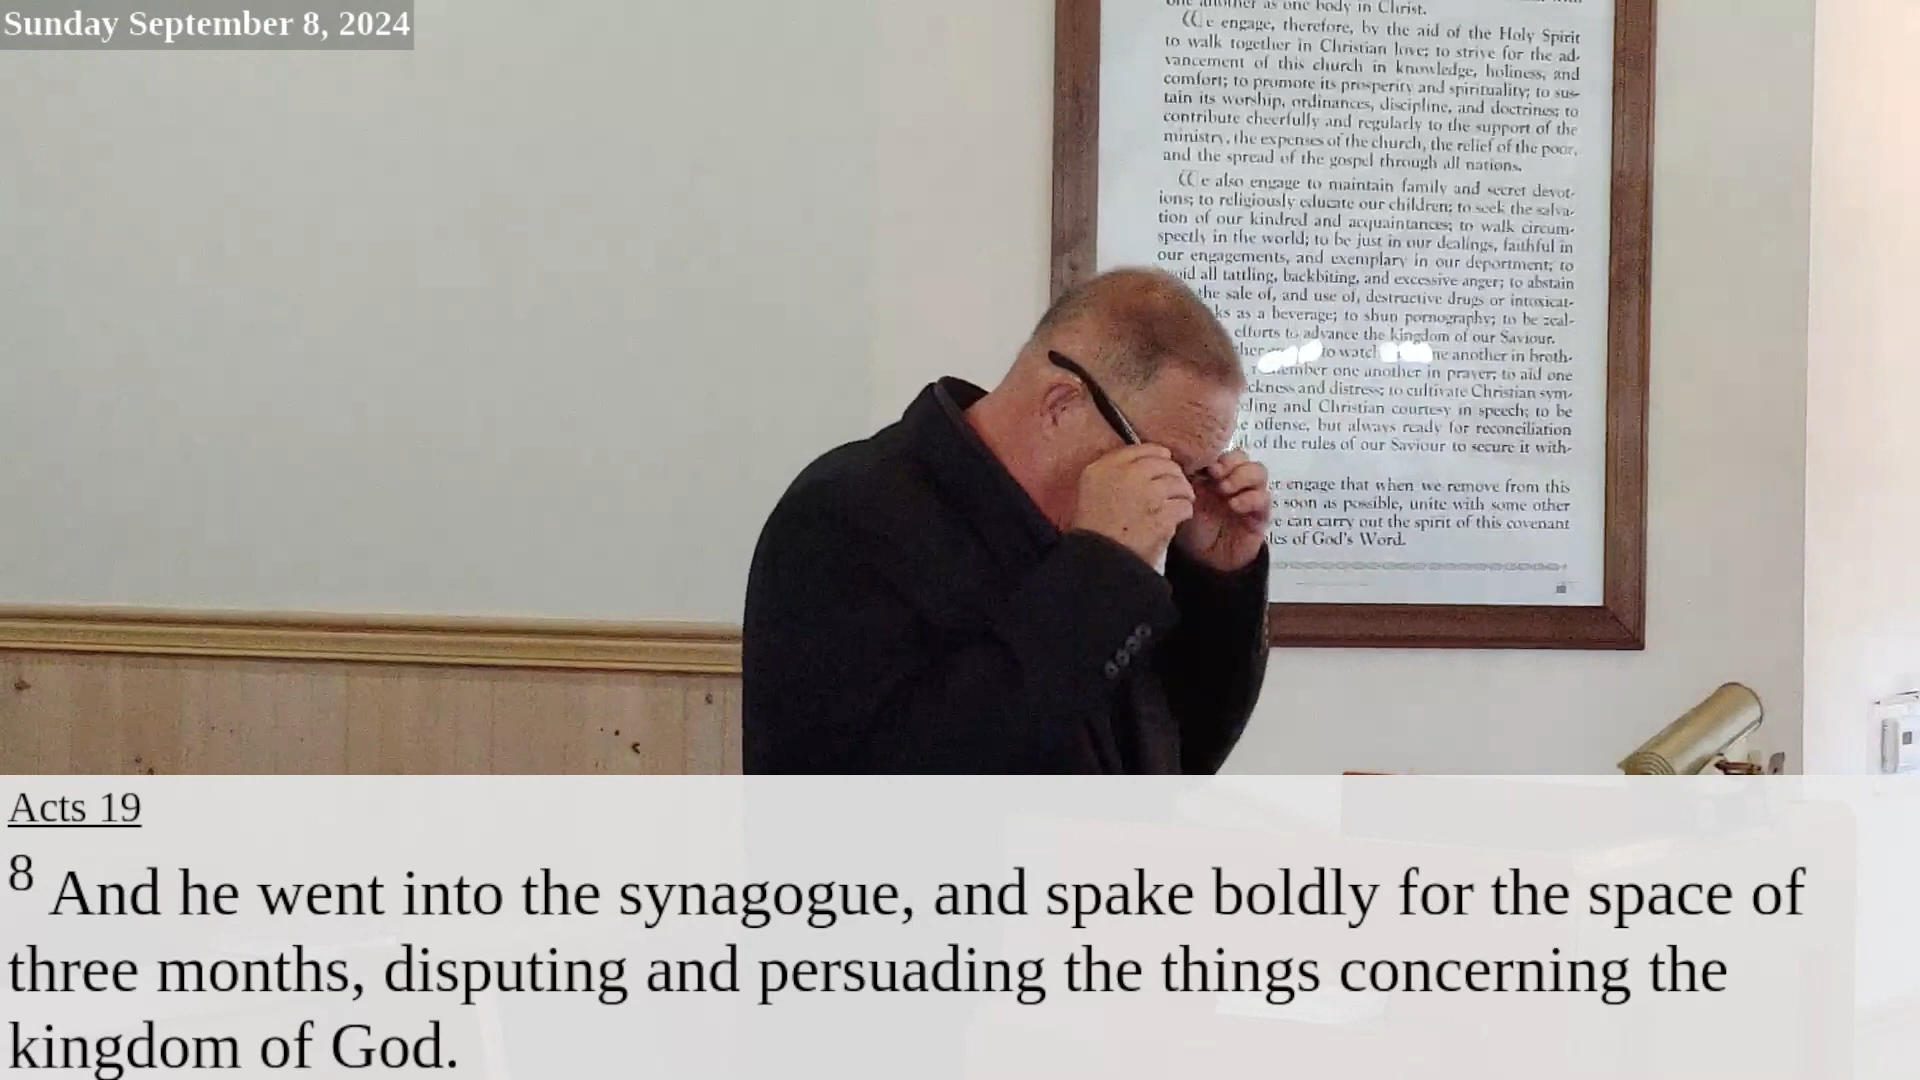 Sunday September 8, 2024
one another as one body in Christ.
We engage, therefore, by the aid of the Holy Spirit
to walk together in Christian love; to strive for the ad-
vancement of this church in knowledge, holiness, and
comfort; to promote its prosperity and spirituality; to sus-
tain its worship, ordinances, discipline, and doctrines; to
contribute cheerfully and regularly to the support of the
ministry, the expenses of the church, the relief of the poor,
and the spread of the gospel through all nations.
We also engage to maintain family and secret devot-
ions; to religiously educate our children; to seek the salva-
tion of our kindred and acquaintances; to walk circum-
spectly in the world; to be just in our dealings, faithful in
our engagements, and exemplary in our department; to
all tattling, backbiting, and excessive anger; to abstain
the sale of, and use of, destructive drugs or intoxicat-
as a beverage; to shun pornography; to be zeal-
efforts to advance the kingdom of our Saviour.
to watch one another in broth-
remember one another in prayer; to aid one
and distress; to cultivate Christian sym-
and Christian courtesy in speech; to be
offense, but always ready for reconciliation
of the rules of our Saviour to secure it with-
engage that when we remove from this
soon as possible, unite with some other
can carry out the spirit of this covenant
of God's Word.
Acts 19
8 And he went into the synagogue, and spake boldly for the space of
three months, disputing and persuading the things concerning the
kingdom of God.